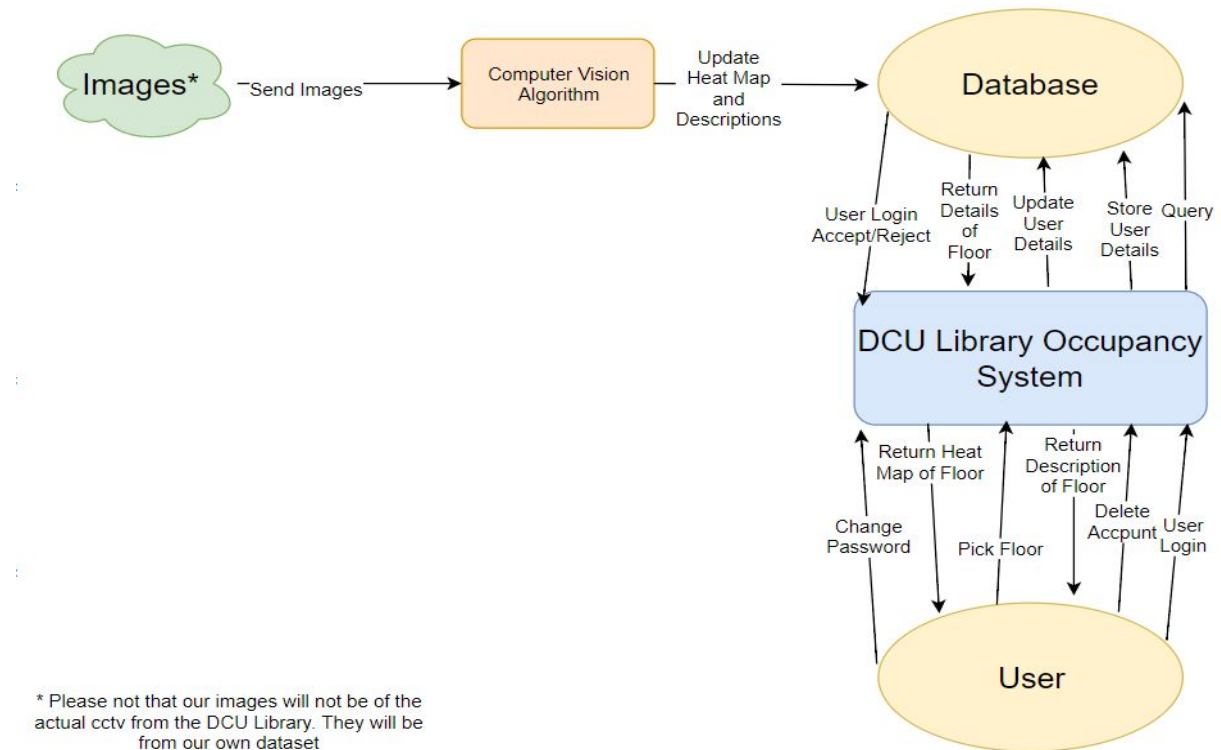 Images*
Send Images
Computer Vision
Algorithm
Update
Heat Map
and
Descriptions
Database
User Login
Accept/Reject
Return
Details
of
Floor
Update
User
Details
Store
User
Details
Query
DCU Library Occupancy
System
Change
Password
Return Heat
Map of Floor
Pick Floor
Return
Description
of Floor
Delete
Accpunt
User
Login
User
* Please not that our images will not be of the
actual cctv from the DCU Library. They will be
from our own dataset